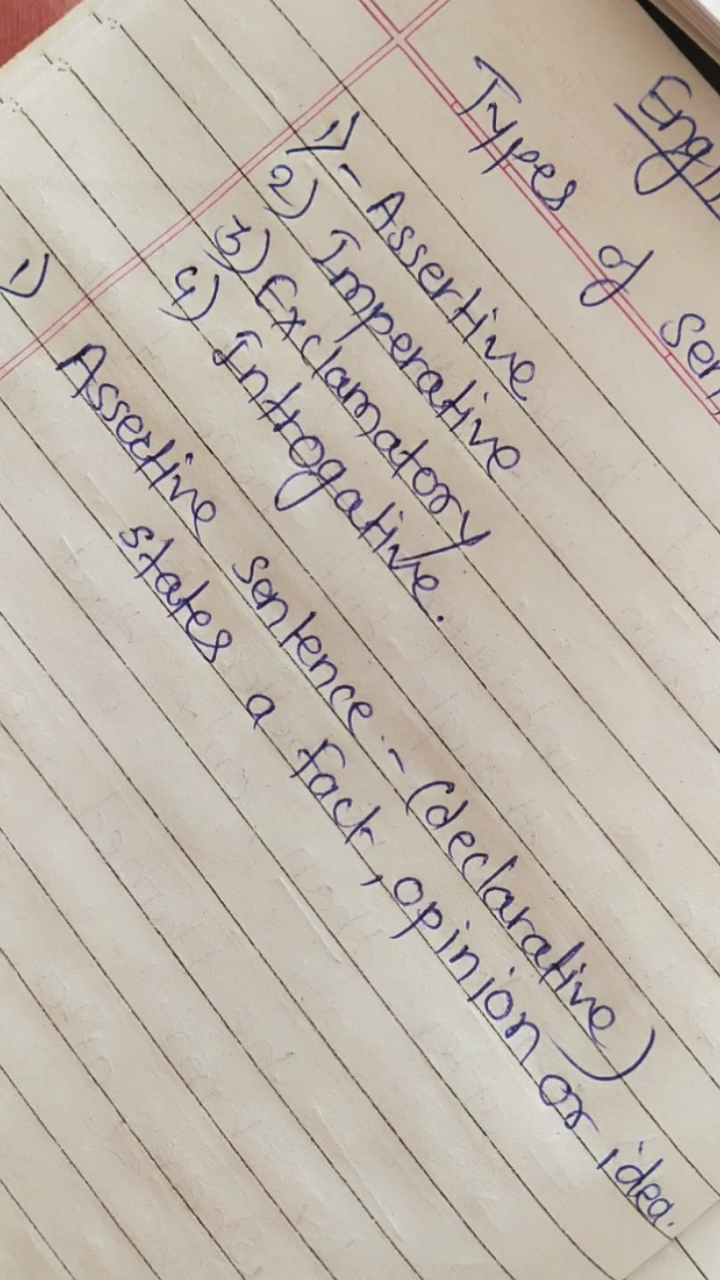 Engli
Types of sen
1) - Assertive
2) Imperative
3) Exclamatory
4) Introgative.
1) Assertive sentence :- (declarative)
states a fact, opinion or idea.